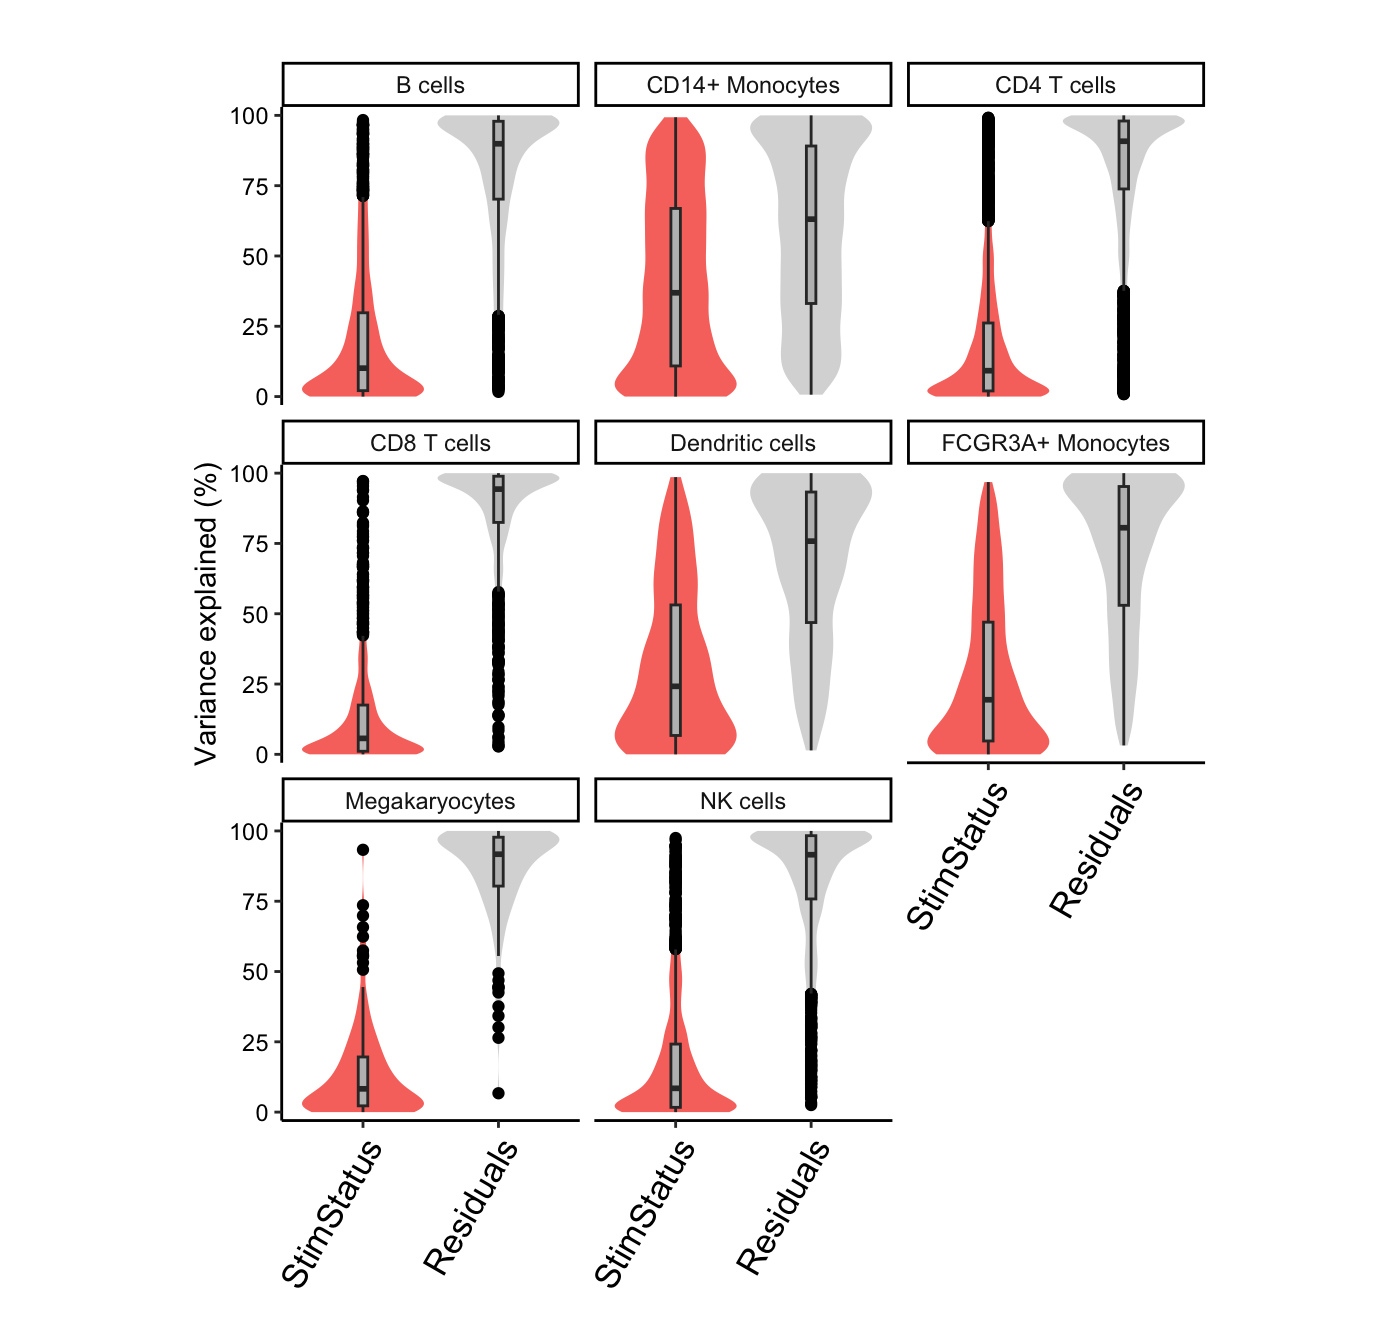 B cells
CD14+ Monocytes
CD4 T cells
100
75
50
25
0
CD8 T cells
Dendritic cells
FCGR3A+ Monocytes
Variance explained (%)
100
75
50
25
0
StimStatus
Residuals
Megakaryocytes
NK cells
100
75
50
25
0
StimStatus
Residuals
StimStatus
Residuals